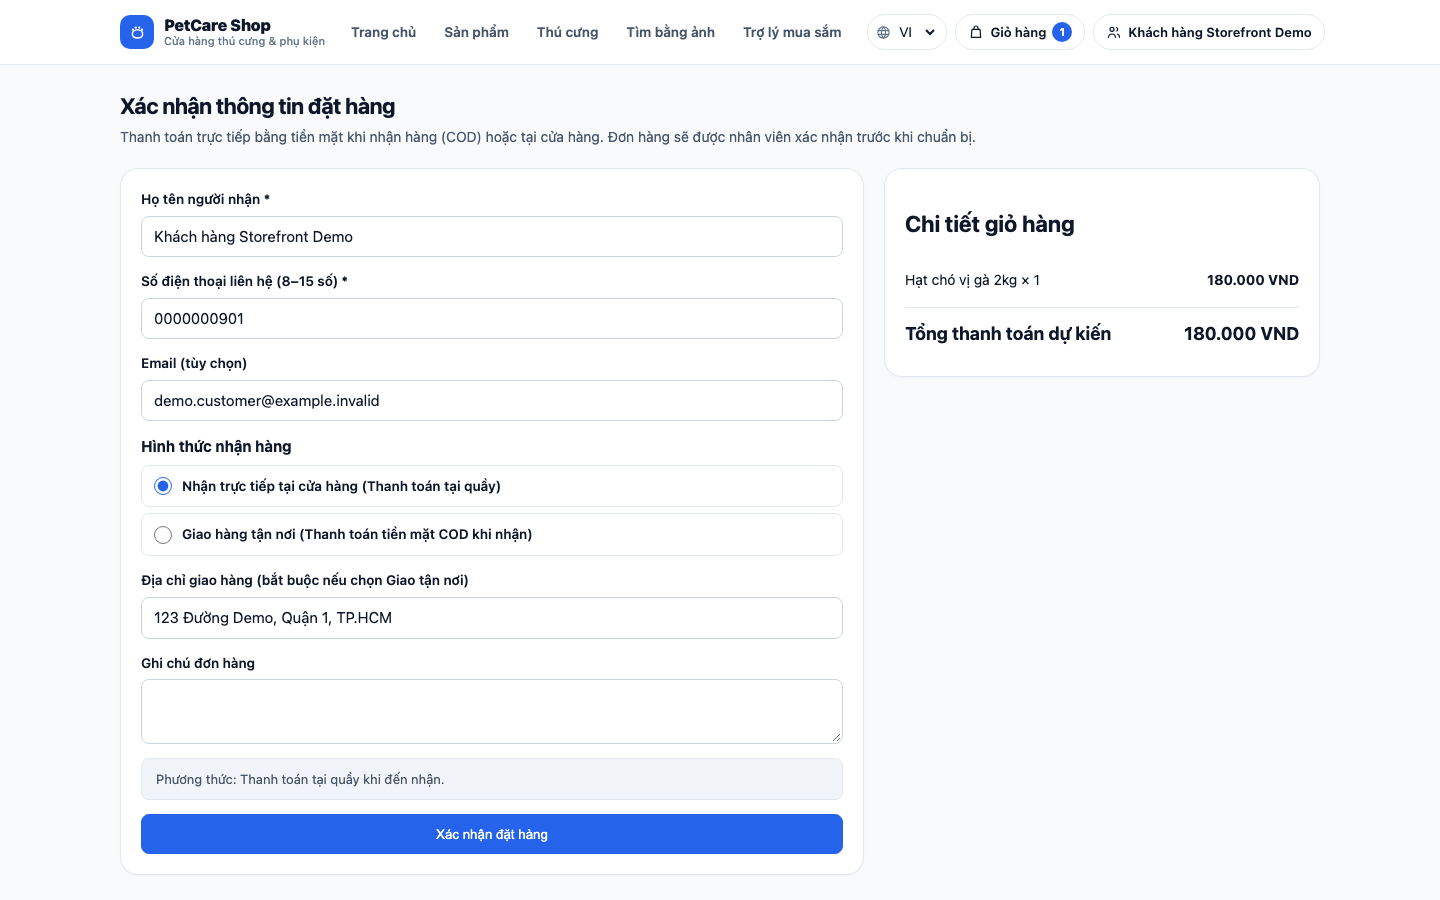 PetCare Shop
Cửa hàng thú cưng & phụ kiện
Trang chủ
Sản phẩm
Thú cưng
Tìm bằng ảnh
Trợ lý mua sắm
VI
Giỏ hàng 1
Khách hàng Storefront Demo
Xác nhận thông tin đặt hàng
Thanh toán trực tiếp bằng tiền mặt khi nhận hàng (COD) hoặc tại cửa hàng. Đơn hàng sẽ được nhân viên xác nhận trước khi chuẩn bị.
Họ tên người nhận *
Khách hàng Storefront Demo
Số điện thoại liên hệ (8–15 số) *
0000000901
Email (tùy chọn)
demo.customer@example.invalid
Hình thức nhận hàng
Nhận trực tiếp tại cửa hàng (Thanh toán tại quầy)
Giao hàng tận nơi (Thanh toán tiền mặt COD khi nhận)
Địa chỉ giao hàng (bắt buộc nếu chọn Giao tận nơi)
123 Đường Demo, Quận 1, TP.HCM
Ghi chú đơn hàng
Phương thức: Thanh toán tại quầy khi đến nhận.
Xác nhận đặt hàng
Chi tiết giỏ hàng
Hạt chó vị gà 2kg × 1 180.000 VND
Tổng thanh toán dự kiến 180.000 VND